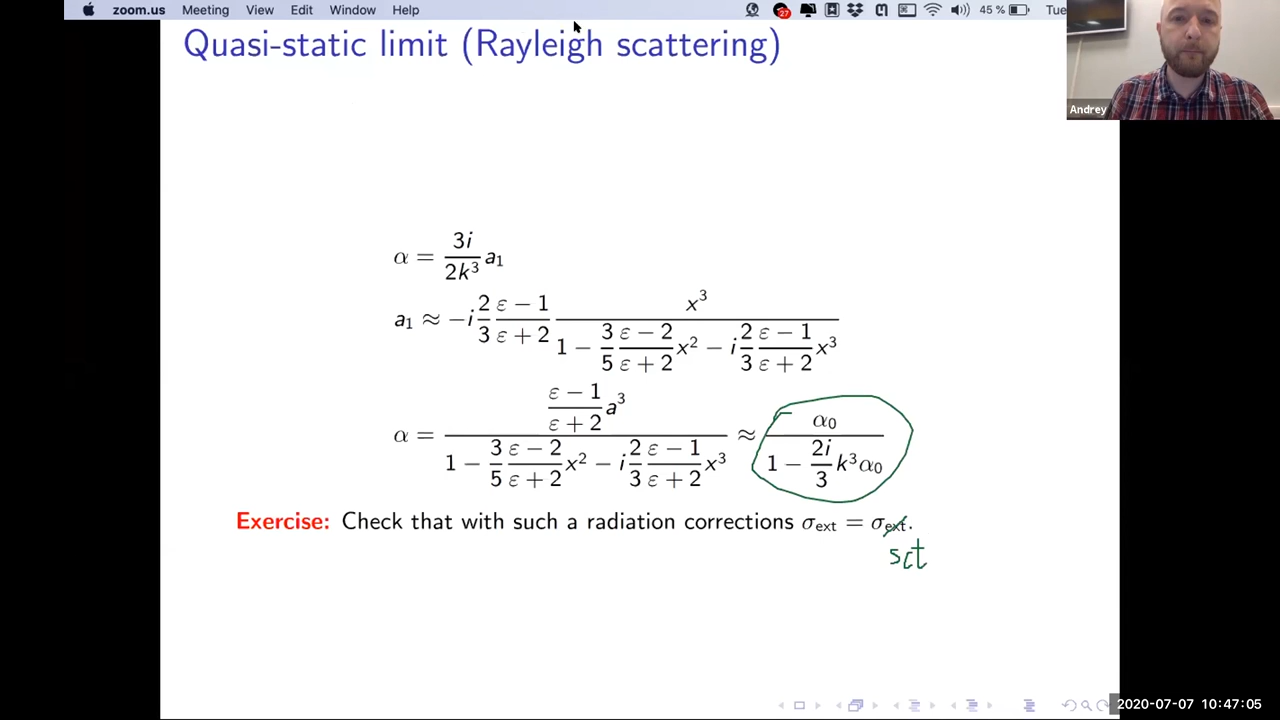 zoom.us Meeting View Edit Window Help 27 45 % Tue
Quasi-static limit (Rayleigh scattering)
Andrey
α = 3i / 2k³ a₁
a₁ ≈ −i 2/3 (ε − 1)/(ε + 2) x³ / (1 − 3/5 (ε − 2)/(ε + 2) x² − i 2/3 (ε − 1)/(ε + 2) x³)
α = ((ε − 1)/(ε + 2) a³) / (1 − 3/5 (ε − 2)/(ε + 2) x² − i 2/3 (ε − 1)/(ε + 2) x³) ≈ α₀ / (1 − 2i/3 k³α₀)
Exercise: Check that with such a radiation corrections σext = σext.
sct
2020-07-07 10:47:05